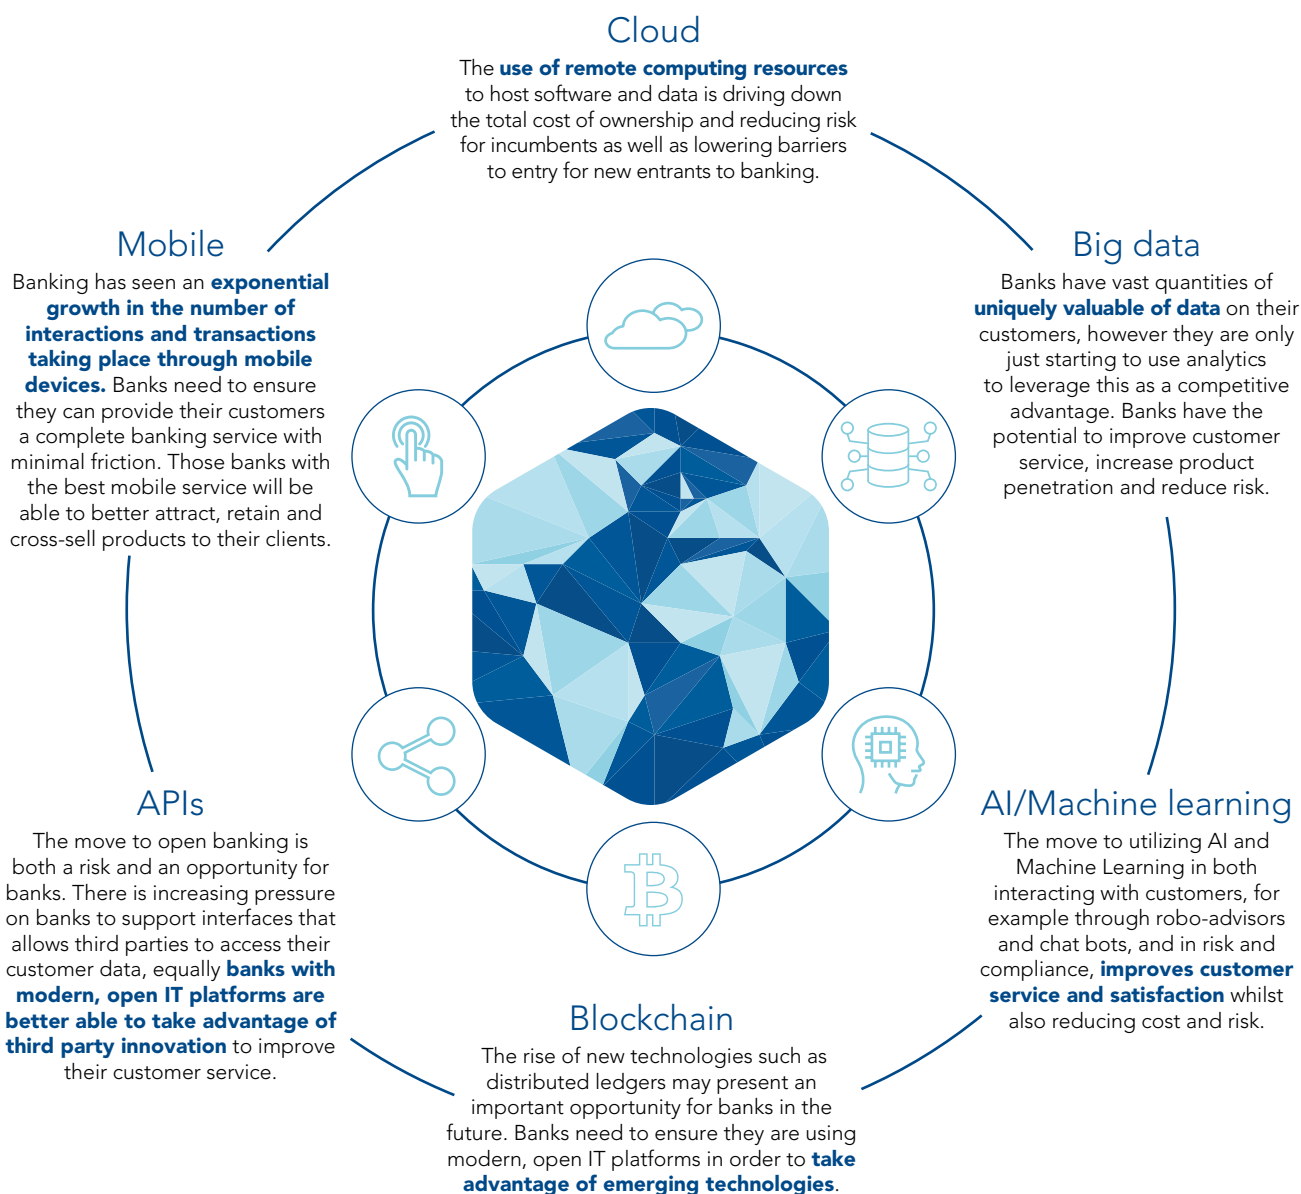 Cloud
The use of remote computing resources
to host software and data is driving down
the total cost of ownership and reducing risk
for incumbents as well as lowering barriers
to entry for new entrants to banking.
Mobile
Banking has seen an exponential
growth in the number of
interactions and transactions
taking place through mobile
devices. Banks need to ensure
they can provide their customers
a complete banking service with
minimal friction. Those banks with
the best mobile service will be
able to better attract, retain and
cross-sell products to their clients.
Big data
Banks have vast quantities of
uniquely valuable of data on their
customers, however they are only
just starting to use analytics
to leverage this as a competitive
advantage. Banks have the
potential to improve customer
service, increase product
penetration and reduce risk.
APIs
The move to open banking is
both a risk and an opportunity for
banks. There is increasing pressure
on banks to support interfaces that
allows third parties to access their
customer data, equally banks with
modern, open IT platforms are
better able to take advantage of
third party innovation to improve
their customer service.
AI/Machine learning
The move to utilizing AI and
Machine Learning in both
interacting with customers, for
example through robo-advisors
and chat bots, and in risk and
compliance, improves customer
service and satisfaction whilst
also reducing cost and risk.
Blockchain
The rise of new technologies such as
distributed ledgers may present an
important opportunity for banks in the
future. Banks need to ensure they are using
modern, open IT platforms in order to take
advantage of emerging technologies.